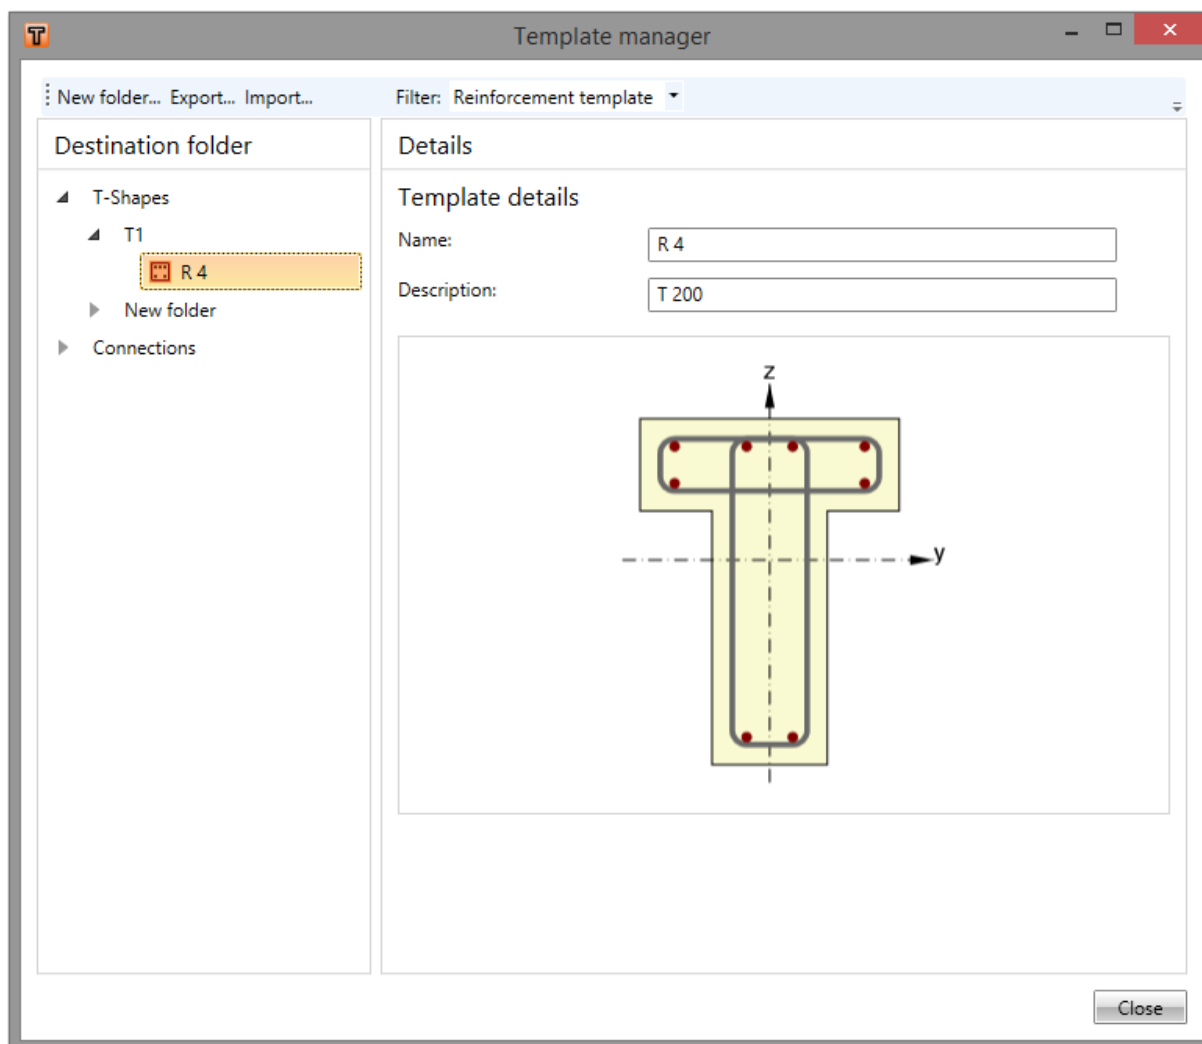 T
Template manager
New folder... Export... Import...
Filter: Reinforcement template
Destination folder
T-Shapes
T1
R 4
New folder
Connections
Details
Template details
Name:
R 4
Description:
T 200
z
y
Close